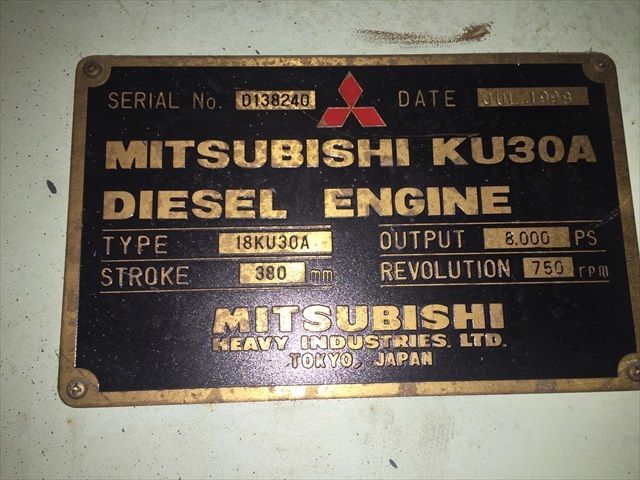 SERIAL No. D138240 DATE JUL.1998
MITSUBISHI KU30A
DIESEL ENGINE
TYPE 18KU30A OUTPUT 8.000 PS
STROKE 380 mm REVOLUTION 750 rpm
MITSUBISHI
HEAVY INDUSTRIES, LTD.
TOKYO, JAPAN